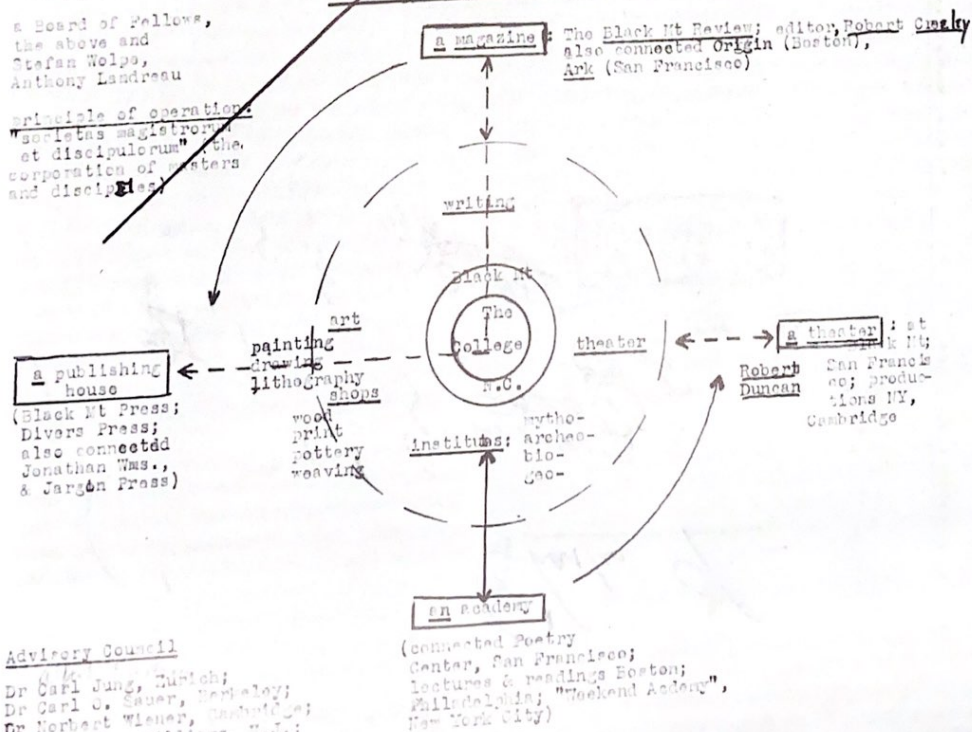 a Board of Fellows,
the above and
Stefan Wolpe,
Anthony Landreau
principle of operation:
"societas magistrorum
et discipulorum" (the
corporation of masters
and disciples)
a magazine: The Black Mt Review; editor, Robert Creeley
also connected Origin (Boston),
Ark (San Francisco)
writing
Black Mt
The
College
N.C.
art
painting
drawing
lithography
shops
wood
print
pottery
weaving
theater
institutes:
mytho-
archeo-
bio-
geo-
a publishing
house
(Black Mt Press;
Divers Press;
also connected
Jonathan Wms.,
& Jargon Press)
a theater: at
Mt;
Robert San Francis
Duncan co; produc-
tions NY,
Cambridge
an academy
(connected Poetry
Center, San Francisco;
lectures & readings Boston;
Philadelphia; "Weekend Acdemy",
New York City)
Advisory Council
Dr Carl Jung, Zurich;
Dr Carl O. Sauer, Berkeley;
Dr Norbert Wiener, Cambridge;